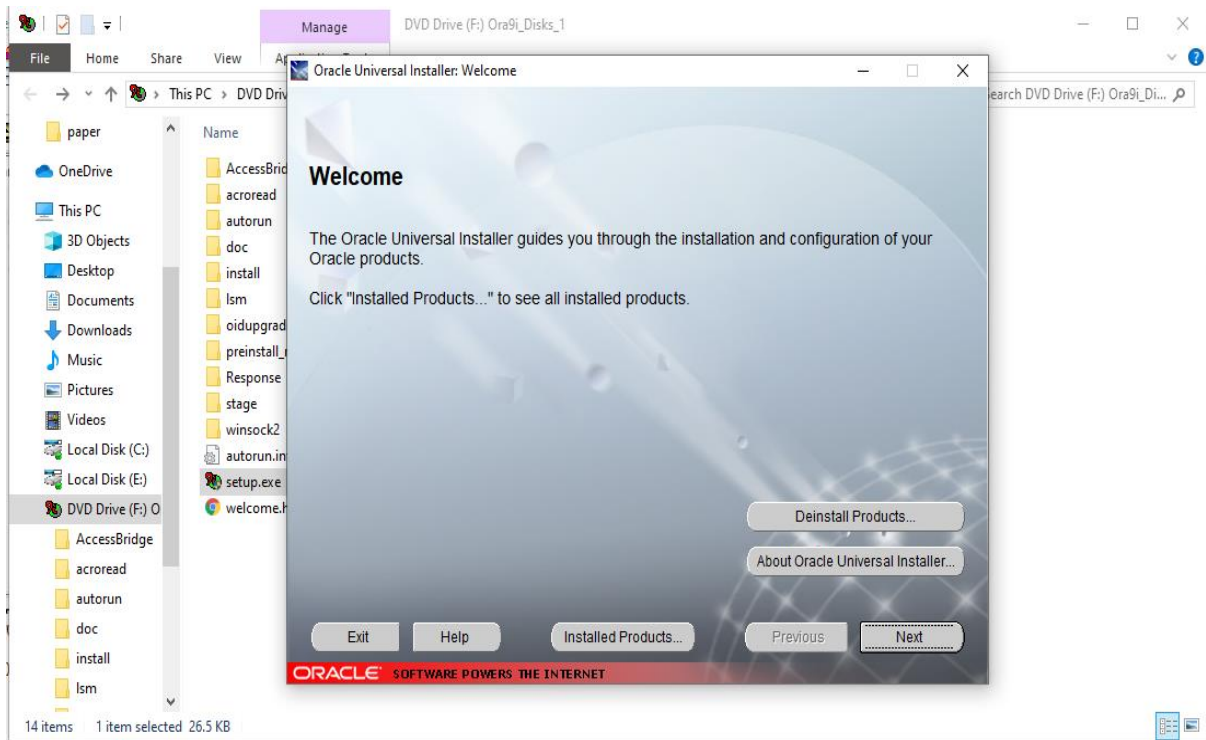 Manage
DVD Drive (F:) Ora9i_Disks_1
File Home Share View
This PC > DVD Driv
Search DVD Drive (F:) Ora9i_Di...
paper
OneDrive
This PC
3D Objects
Desktop
Documents
Downloads
Music
Pictures
Videos
Local Disk (C:)
Local Disk (E:)
DVD Drive (F:) O
AccessBridge
acroread
autorun
doc
install
lsm
Name
AccessBrid
acroread
autorun
doc
install
lsm
oidupgrad
preinstall_r
Response
stage
winsock2
autorun.in
setup.exe
welcome.h
Oracle Universal Installer: Welcome
Welcome
The Oracle Universal Installer guides you through the installation and configuration of your
Oracle products.
Click "Installed Products..." to see all installed products.
Deinstall Products...
About Oracle Universal Installer...
Exit Help Installed Products... Previous Next
ORACLE SOFTWARE POWERS THE INTERNET
14 items 1 item selected 26.5 KB